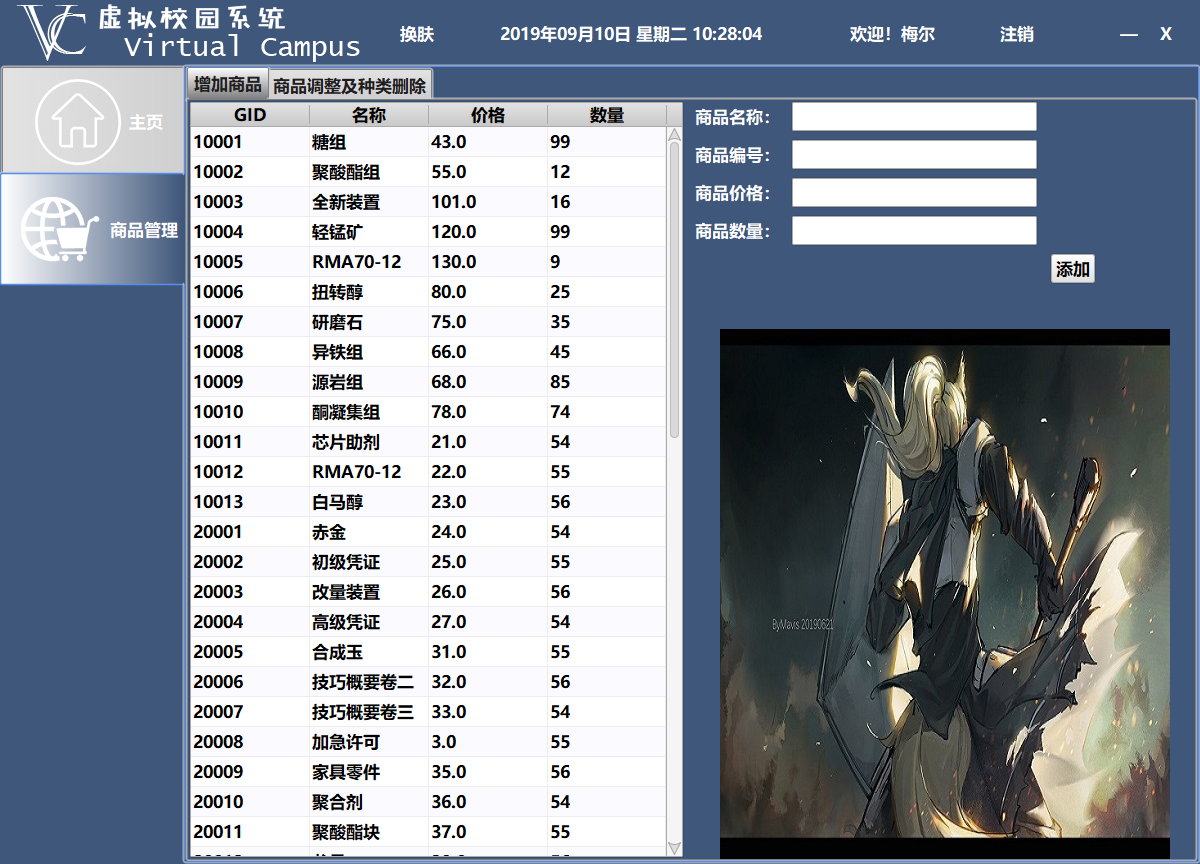 VC 虚拟校园系统
Virtual Campus
换肤 2019年09月10日 星期二 10:28:04 欢迎！梅尔 注销 — X
主页
商品管理
增加商品 商品调整及种类删除
GID 名称 价格 数量
10001 糖组 43.0 99
10002 聚酸酯组 55.0 12
10003 全新装置 101.0 16
10004 轻锰矿 120.0 99
10005 RMA70-12 130.0 9
10006 扭转醇 80.0 25
10007 研磨石 75.0 35
10008 异铁组 66.0 45
10009 源岩组 68.0 85
10010 酮凝集组 78.0 74
10011 芯片助剂 21.0 54
10012 RMA70-12 22.0 55
10013 白马醇 23.0 56
20001 赤金 24.0 54
20002 初级凭证 25.0 55
20003 改量装置 26.0 56
20004 高级凭证 27.0 54
20005 合成玉 31.0 55
20006 技巧概要卷二 32.0 56
20007 技巧概要卷三 33.0 54
20008 加急许可 3.0 55
20009 家具零件 35.0 56
20010 聚合剂 36.0 54
20011 聚酸酯块 37.0 55
商品名称：
商品编号：
商品价格：
商品数量：
添加
ByMavis 20190621